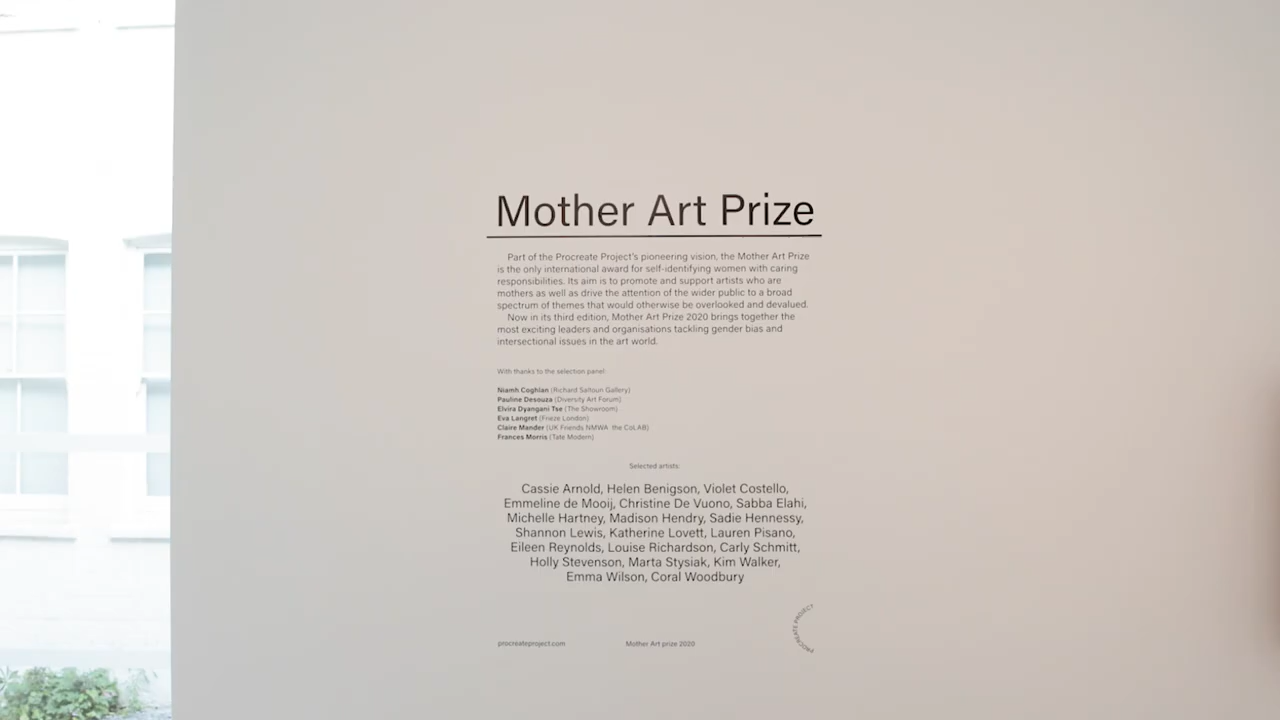 Mother Art Prize
Part of the Procreate Project's pioneering vision, the Mother Art Prize
is the only international award for self-identifying women with caring
responsibilities. Its aim is to promote and support artists who are
mothers as well as drive the attention of the wider public to a broad
spectrum of themes that would otherwise be overlooked and devalued.
Now in its third edition, Mother Art Prize 2020 brings together the
most exciting leaders and organisations tackling gender bias and
intersectional issues in the art world.
With thanks to the selection panel:
Niamh Coghlan (Richard Saltoun Gallery)
Pauline Desouza (Diversity Art Forum)
Elvira Dyangani Tse (The Showroom)
Eva Langret (Frieze London)
Claire Mander (UK Friends NMWA the CoLAB)
Frances Morris (Tate Modern)
Selected artists:
Cassie Arnold, Helen Benigson, Violet Costello,
Emmeline de Mooij, Christine De Vuono, Sabba Elahi,
Michelle Hartney, Madison Hendry, Sadie Hennessy,
Shannon Lewis, Katherine Lovett, Lauren Pisano,
Eileen Reynolds, Louise Richardson, Carly Schmitt,
Holly Stevenson, Marta Stysiak, Kim Walker,
Emma Wilson, Coral Woodbury
PROCREATE PROJECT
procreateproject.com
Mother Art prize 2020